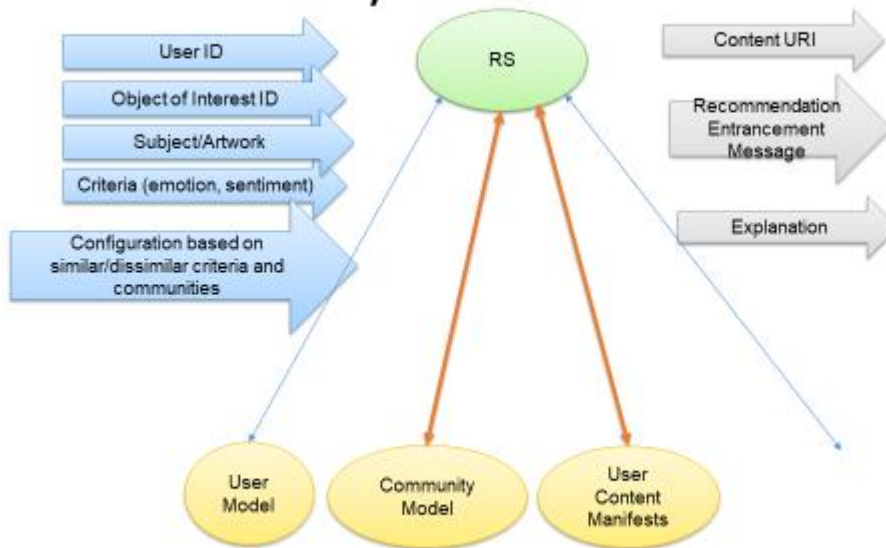 User ID
Object of Interest ID
Subject/Artwork
Criteria (emotion, sentiment)
Configuration based on
similar/dissimilar criteria and
communities
RS
Content URI
Recommendation
Entrancement
Message
Explanation
User
Model
Community
Model
User
Content
Manifests